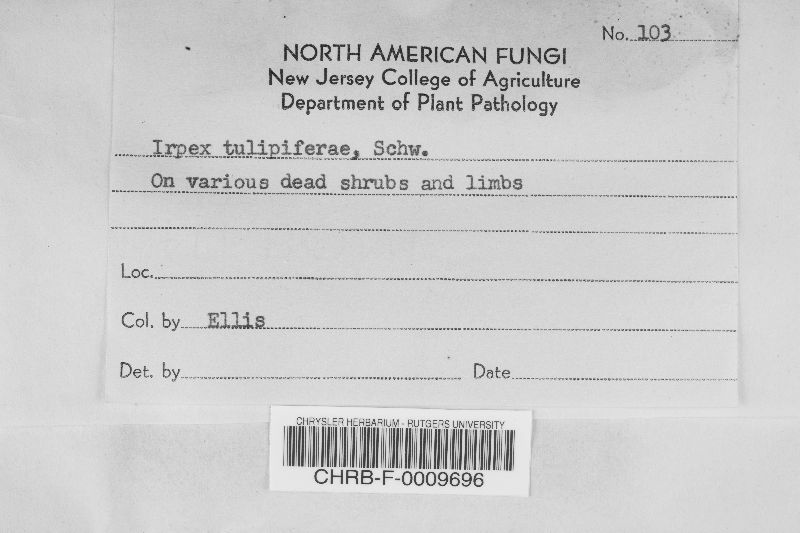 No. 103
NORTH AMERICAN FUNGI
New Jersey College of Agriculture
Department of Plant Pathology
Irpex tulipiferae, Schw.
On various dead shrubs and limbs
Loc.
Col. by Ellis
Det. by Date
CHRYSLER HERBARIUM - RUTGERS UNIVERSITY
CHRB-F-0009696